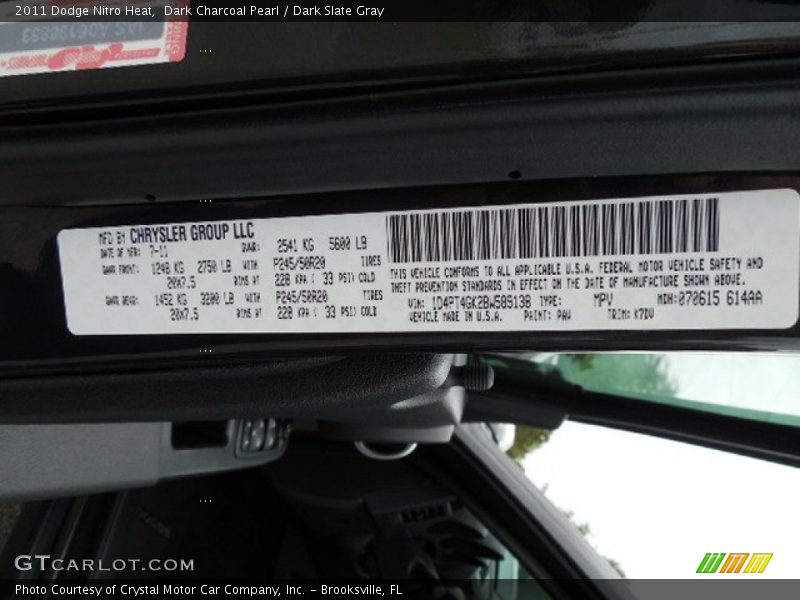 2011 Dodge Nitro Heat, Dark Charcoal Pearl / Dark Slate Gray
MFD BY CHRYSLER GROUP LLC
DATE OF MFR: 7-11 GVWR: 2541 KG 5600 LB
GAWR FRONT: 1248 KG 2750 LB WITH P245/50R20 TIRES
20X7.5 RIMS AT 228 KPA ( 33 PSI) COLD
GAWR REAR: 1452 KG 3200 LB WITH P245/50R20 TIRES
20X7.5 RIMS AT 228 KPA ( 33 PSI) COLD
THIS VEHICLE CONFORMS TO ALL APPLICABLE U.S.A. FEDERAL MOTOR VEHICLE SAFETY AND
THEFT PREVENTION STANDARDS IN EFFECT ON THE DATE OF MANUFACTURE SHOWN ABOVE.
VIN: 1D4PT4GK2BW589138 TYPE: MPV MDH:070615 614AA
VEHICLE MADE IN U.S.A. PAINT: PAU TRIM: K7DV
GTCARLOT.COM
Photo Courtesy of Crystal Motor Car Company, Inc. – Brooksville, FL